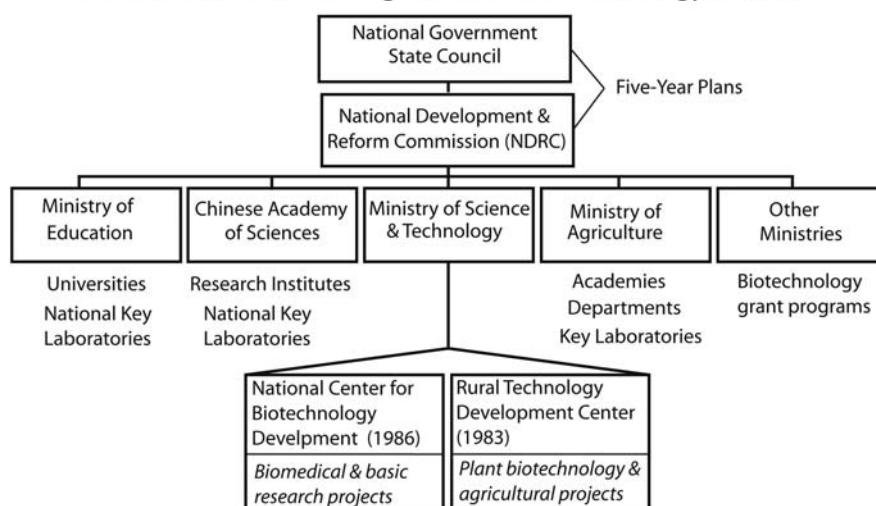 National Government
State Council
Five-Year Plans
National Development &
Reform Commission (NDRC)
Ministry of
Education
Chinese Academy
of Sciences
Ministry of Science
& Technology
Ministry of
Agriculture
Other
Ministries
Universities
National Key
Laboratories
Research Institutes
National Key
Laboratories
Academies
Departments
Key Laboratories
Biotechnology
grant programs
National Center for
Biotechnology
Develpment (1986)
Biomedical & basic
research projects
Rural Technology
Development Center
(1983)
Plant biotechnology &
agricultural projects